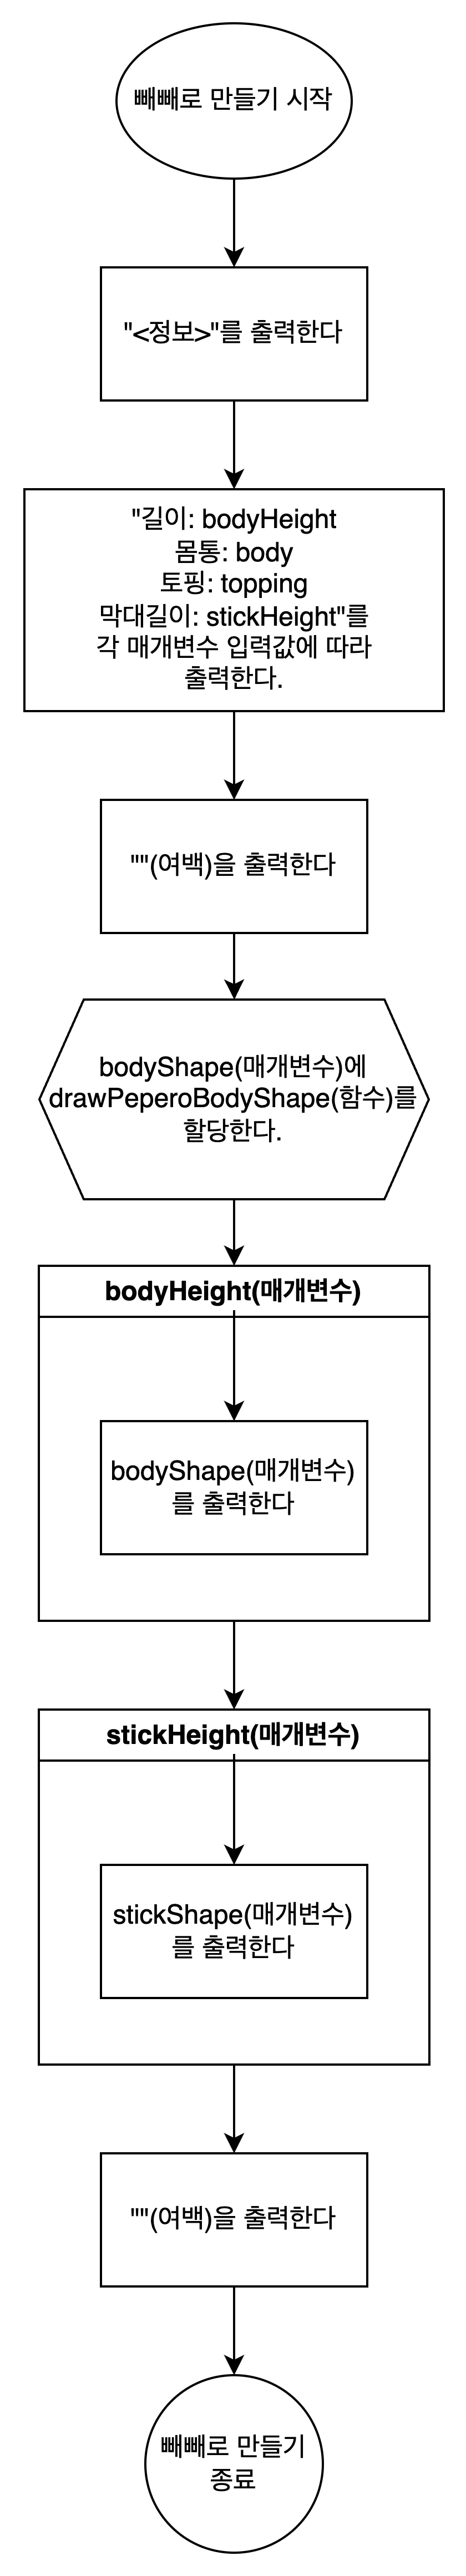 빼빼로 만들기 시작
"<정보>"를 출력한다
"길이: bodyHeight
몸통: body
토핑: topping
막대길이: stickHeight"를
각 매개변수 입력값에 따라
출력한다.
""(여백)을 출력한다
bodyShape(매개변수)에
drawPeperoBodyShape(함수)를
할당한다.
bodyHeight(매개변수)
bodyShape(매개변수)
를 출력한다
stickHeight(매개변수)
stickShape(매개변수)
를 출력한다
""(여백)을 출력한다
빼빼로 만들기
종료